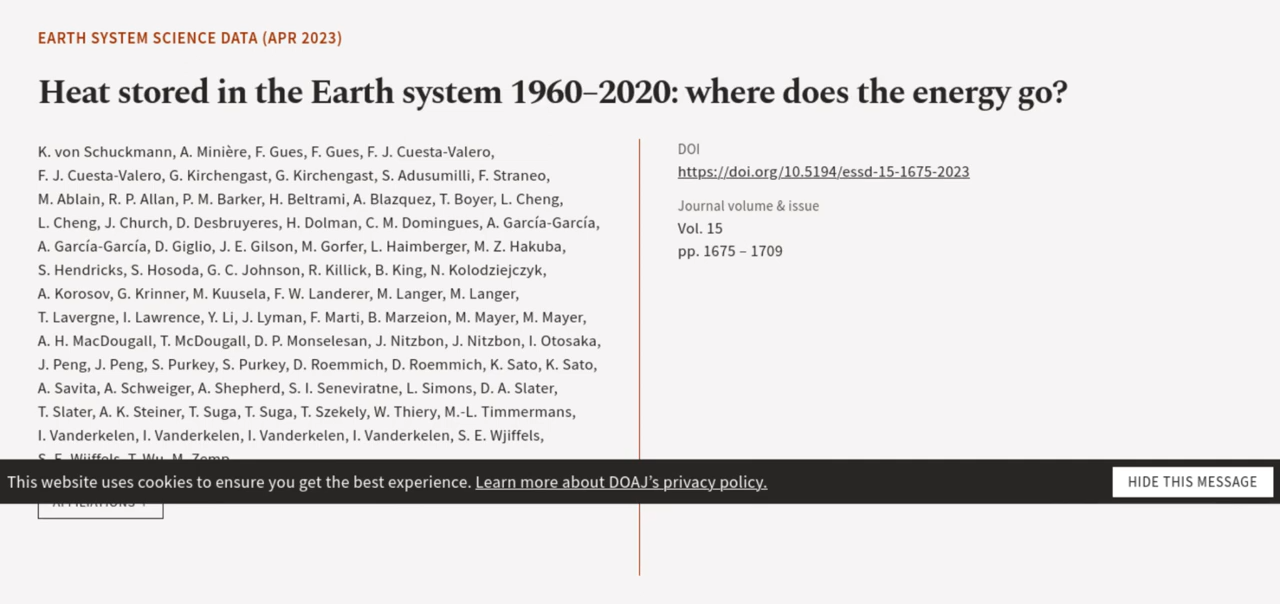 EARTH SYSTEM SCIENCE DATA (APR 2023)
Heat stored in the Earth system 1960–2020: where does the energy go?
K. von Schuckmann, A. Minière, F. Gues, F. Gues, F. J. Cuesta-Valero,
F. J. Cuesta-Valero, G. Kirchengast, G. Kirchengast, S. Adusumilli, F. Straneo,
M. Ablain, R. P. Allan, P. M. Barker, H. Beltrami, A. Blazquez, T. Boyer, L. Cheng,
L. Cheng, J. Church, D. Desbruyeres, H. Dolman, C. M. Domingues, A. García-García,
A. García-García, D. Giglio, J. E. Gilson, M. Gorfer, L. Haimberger, M. Z. Hakuba,
S. Hendricks, S. Hosoda, G. C. Johnson, R. Killick, B. King, N. Kolodziejczyk,
A. Korosov, G. Krinner, M. Kuusela, F. W. Landerer, M. Langer, M. Langer,
T. Lavergne, I. Lawrence, Y. Li, J. Lyman, F. Marti, B. Marzeion, M. Mayer, M. Mayer,
A. H. MacDougall, T. McDougall, D. P. Monselesan, J. Nitzbon, J. Nitzbon, I. Otosaka,
J. Peng, J. Peng, S. Purkey, S. Purkey, D. Roemmich, D. Roemmich, K. Sato, K. Sato,
A. Savita, A. Schweiger, A. Shepherd, S. I. Seneviratne, L. Simons, D. A. Slater,
T. Slater, A. K. Steiner, T. Suga, T. Suga, T. Szekely, W. Thiery, M.-L. Timmermans,
I. Vanderkelen, I. Vanderkelen, I. Vanderkelen, I. Vanderkelen, S. E. Wjiffels,
S. E. Wjiffels, T. Wu, M. Zemp
DOI
https://doi.org/10.5194/essd-15-1675-2023
Journal volume & issue
Vol. 15
pp. 1675 – 1709
This website uses cookies to ensure you get the best experience. Learn more about DOAJ's privacy policy.
HIDE THIS MESSAGE
AFFILIATIONS